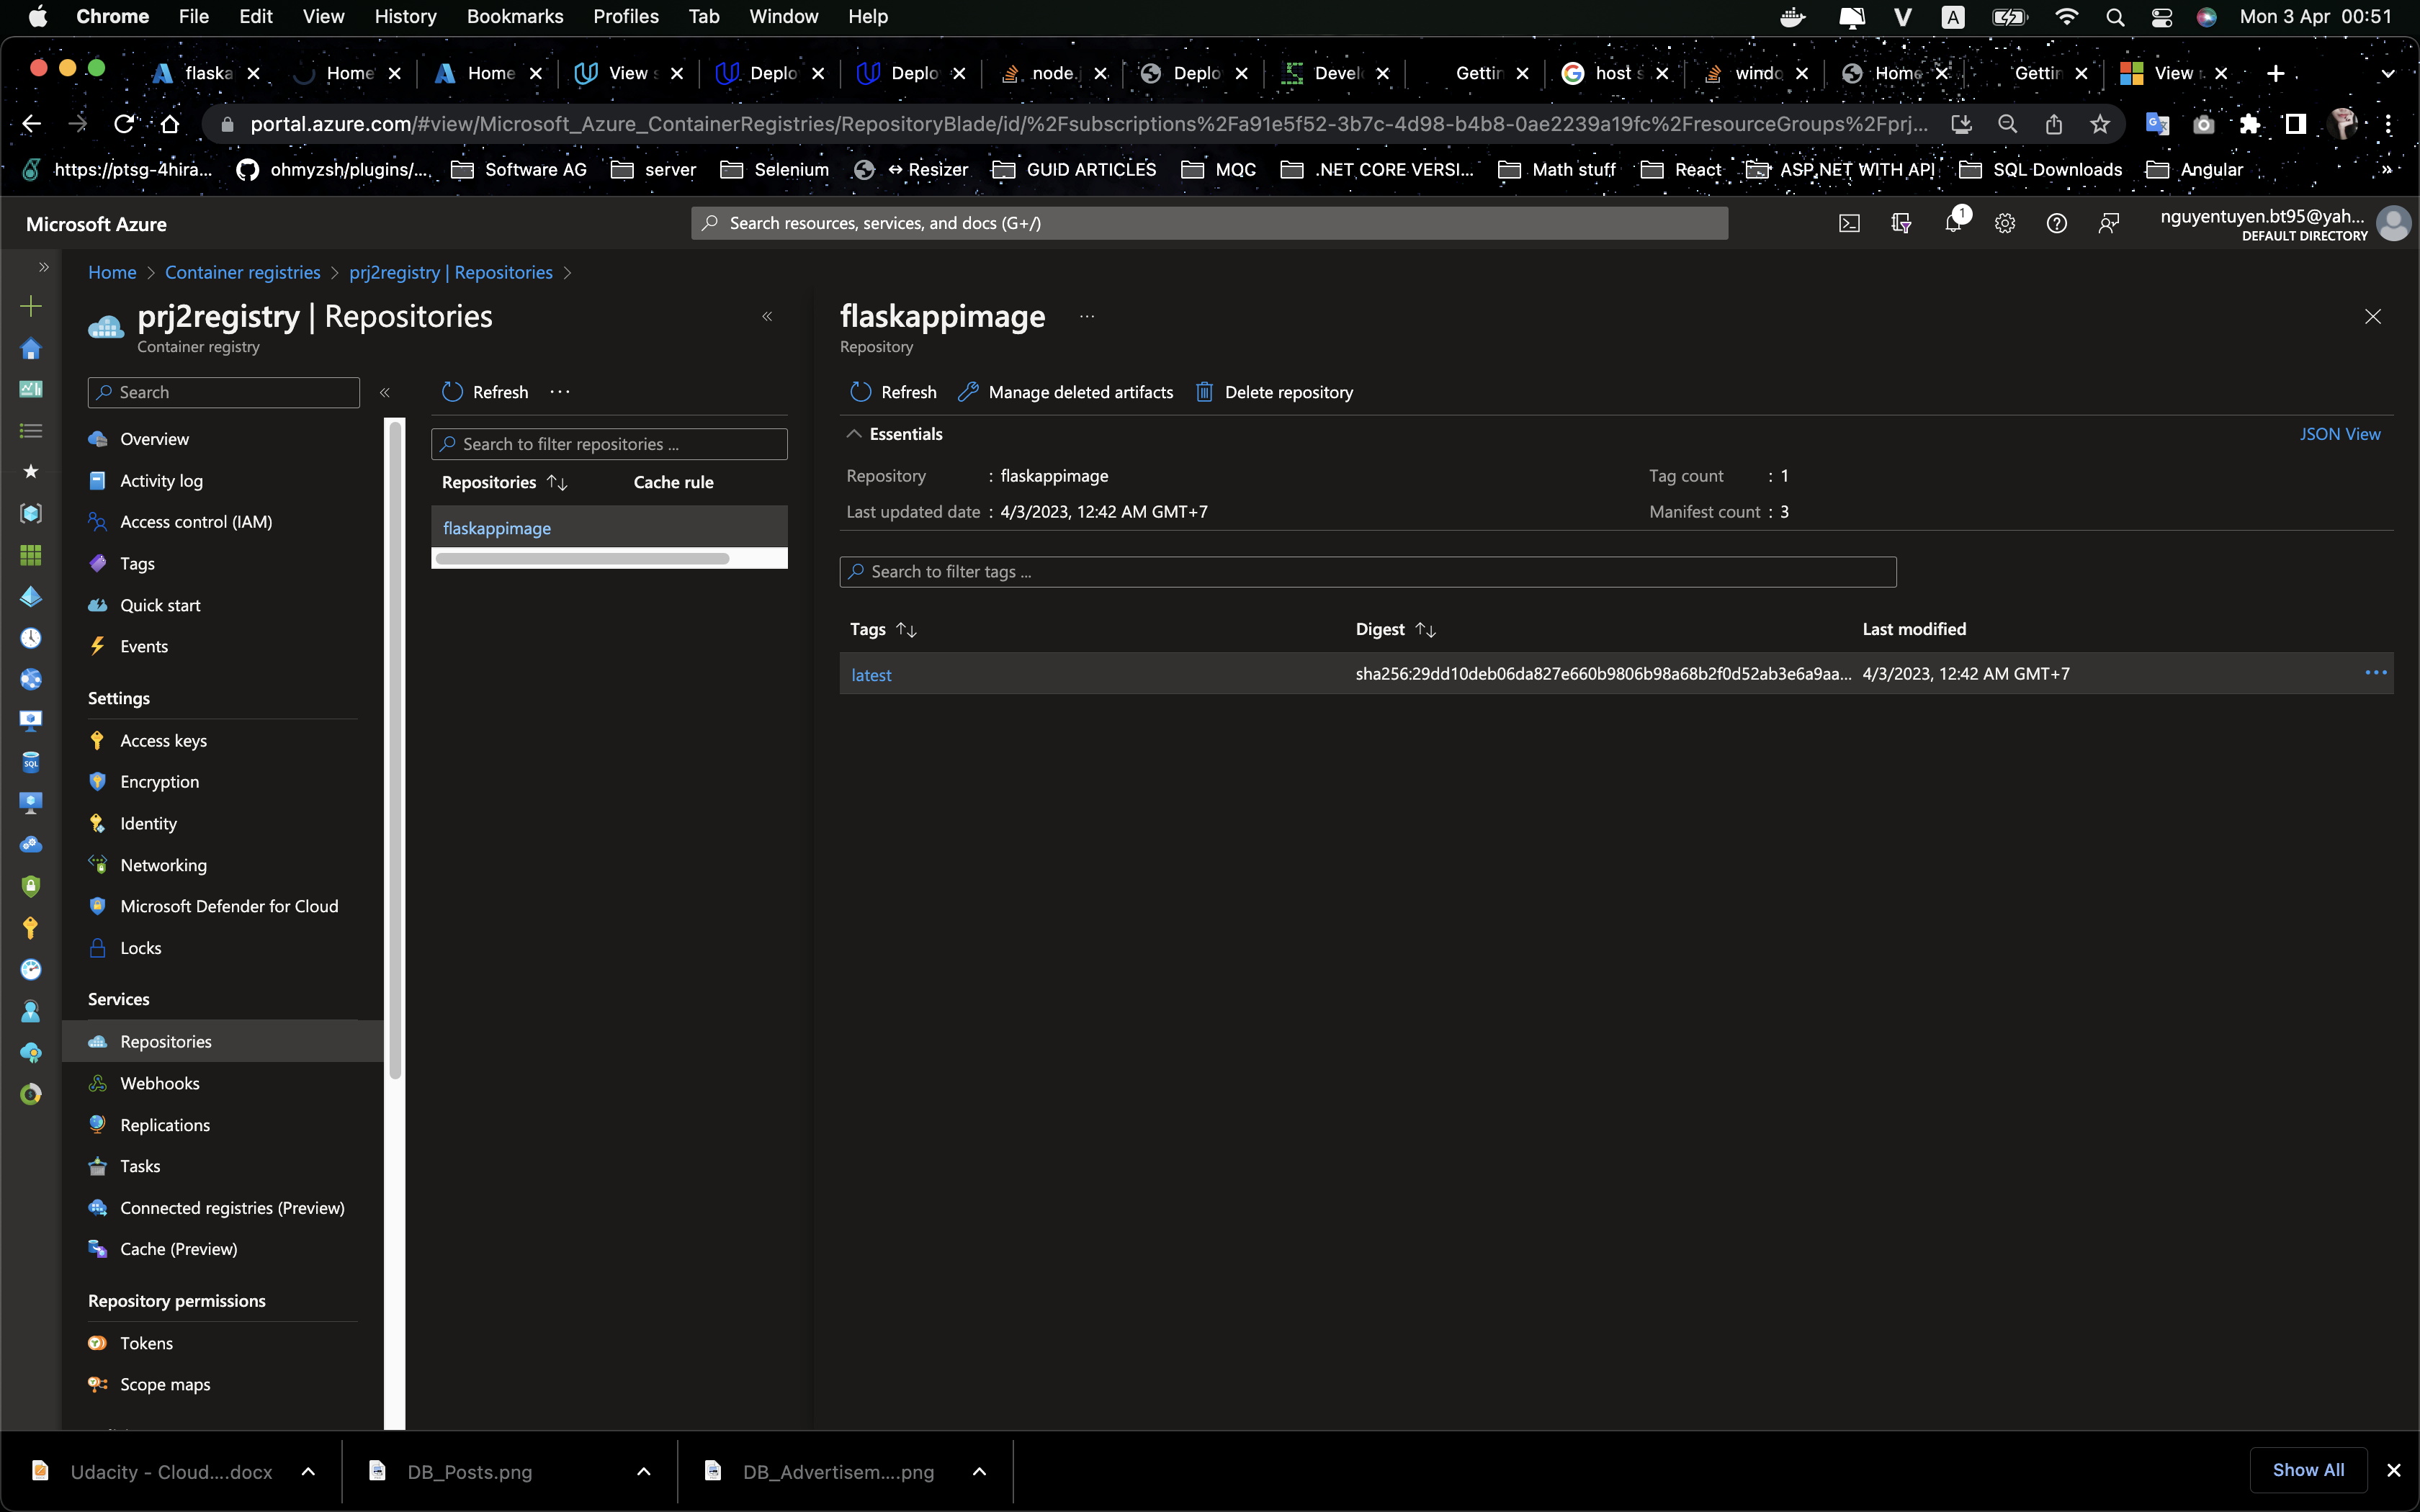 Chrome File Edit View History Bookmarks Profiles Tab Window Help
A
Mon 3 Apr 00:51
flaska Home Home View s Deplo Deplo node.j Deplo Devel Gettin host s windo Home Gettin View
portal.azure.com/#view/Microsoft_Azure_ContainerRegistries/RepositoryBlade/id/%2Fsubscriptions%2Fa91e5f52-3b7c-4d98-b4b8-0ae2239a19fc%2FresourceGroups%2Fprj...
https://ptsg-4hira... ohmyzsh/plugins/... Software AG server Selenium ↔ Resizer GUID ARTICLES MQC .NET CORE VERSI... Math stuff React ASP.NET WITH API SQL Downloads Angular »
Microsoft Azure
Search resources, services, and docs (G+/)
1
nguyentuyen.bt95@yah...
DEFAULT DIRECTORY
Home > Container registries > prj2registry | Repositories >
prj2registry | Repositories
Container registry
Search
Overview
Activity log
Access control (IAM)
Tags
Quick start
Events
Settings
Access keys
Encryption
Identity
Networking
Microsoft Defender for Cloud
Locks
Services
Repositories
Webhooks
Replications
Tasks
Connected registries (Preview)
Cache (Preview)
Repository permissions
Tokens
Scope maps
Refresh ...
Search to filter repositories ...
Repositories Cache rule
flaskappimage
flaskappimage ...
Repository
Refresh Manage deleted artifacts Delete repository
Essentials
JSON View
Repository : flaskappimage
Tag count : 1
Last updated date : 4/3/2023, 12:42 AM GMT+7
Manifest count : 3
Search to filter tags ...
Tags Digest Last modified
latest sha256:29dd10deb06da827e660b9806b98a68b2f0d52ab3e6a9aa... 4/3/2023, 12:42 AM GMT+7
Udacity - Cloud....docx DB_Posts.png DB_Advertisem....png Show All